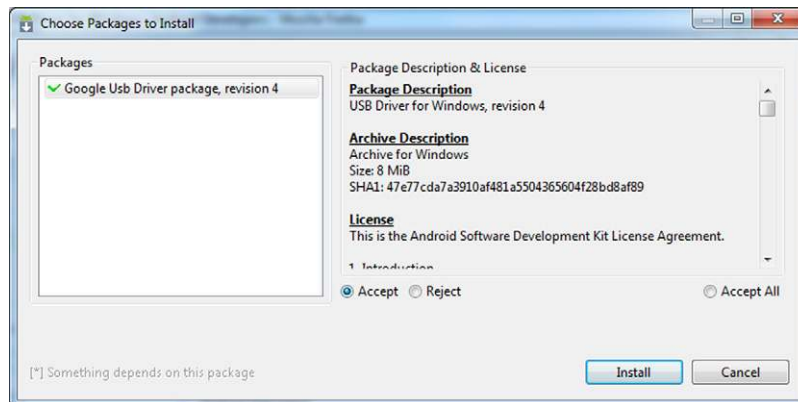 Choose Packages to Install
Packages
Google Usb Driver package, revision 4
Package Description & License
Package Description
USB Driver for Windows, revision 4
Archive Description
Archive for Windows
Size: 8 MiB
SHA1: 47e77cda7a3910af481a5504365604f28bd8af89
License
This is the Android Software Development Kit License Agreement.
1. Introduction
Accept
Reject
Accept All
[*] Something depends on this package
Install
Cancel